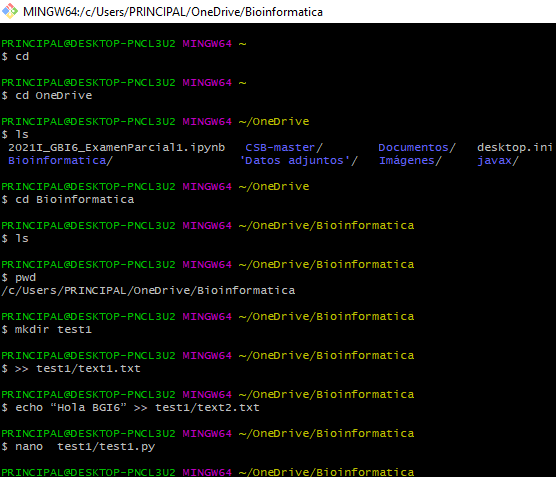 MINGW64:/c/Users/PRINCIPAL/OneDrive/Bioinformatica
PRINCIPAL@DESKTOP-PNCL3U2 MINGW64 ~
$ cd
PRINCIPAL@DESKTOP-PNCL3U2 MINGW64 ~
$ cd OneDrive
PRINCIPAL@DESKTOP-PNCL3U2 MINGW64 ~/OneDrive
$ ls
2021I_GBI6_ExamenParcial1.ipynb CSB-master/ Documentos/ desktop.ini
Bioinformatica/ 'Datos adjuntos'/ Imágenes/ javax/
PRINCIPAL@DESKTOP-PNCL3U2 MINGW64 ~/OneDrive
$ cd Bioinformatica
PRINCIPAL@DESKTOP-PNCL3U2 MINGW64 ~/OneDrive/Bioinformatica
$ ls
PRINCIPAL@DESKTOP-PNCL3U2 MINGW64 ~/OneDrive/Bioinformatica
$ pwd
/c/Users/PRINCIPAL/OneDrive/Bioinformatica
PRINCIPAL@DESKTOP-PNCL3U2 MINGW64 ~/OneDrive/Bioinformatica
$ mkdir test1
PRINCIPAL@DESKTOP-PNCL3U2 MINGW64 ~/OneDrive/Bioinformatica
$ >> test1/text1.txt
PRINCIPAL@DESKTOP-PNCL3U2 MINGW64 ~/OneDrive/Bioinformatica
$ echo “Hola BGI6” >> test1/text2.txt
PRINCIPAL@DESKTOP-PNCL3U2 MINGW64 ~/OneDrive/Bioinformatica
$ nano  test1/test1.py
PRINCIPAL@DESKTOP-PNCL3U2 MINGW64 ~/OneDrive/Bioinformatica